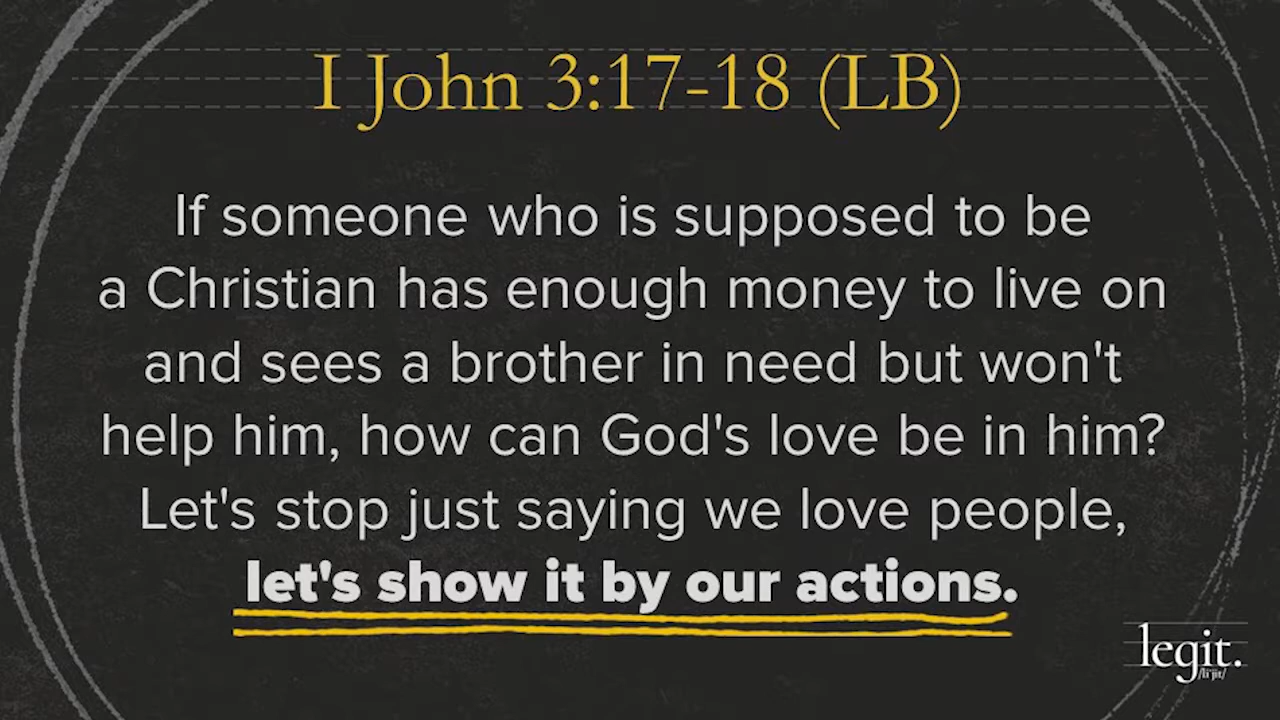 I John 3:17-18 (LB)
If someone who is supposed to be
a Christian has enough money to live on
and sees a brother in need but won't
help him, how can God's love be in him?
Let's stop just saying we love people,
let's show it by our actions.
legit.
/li'jit/